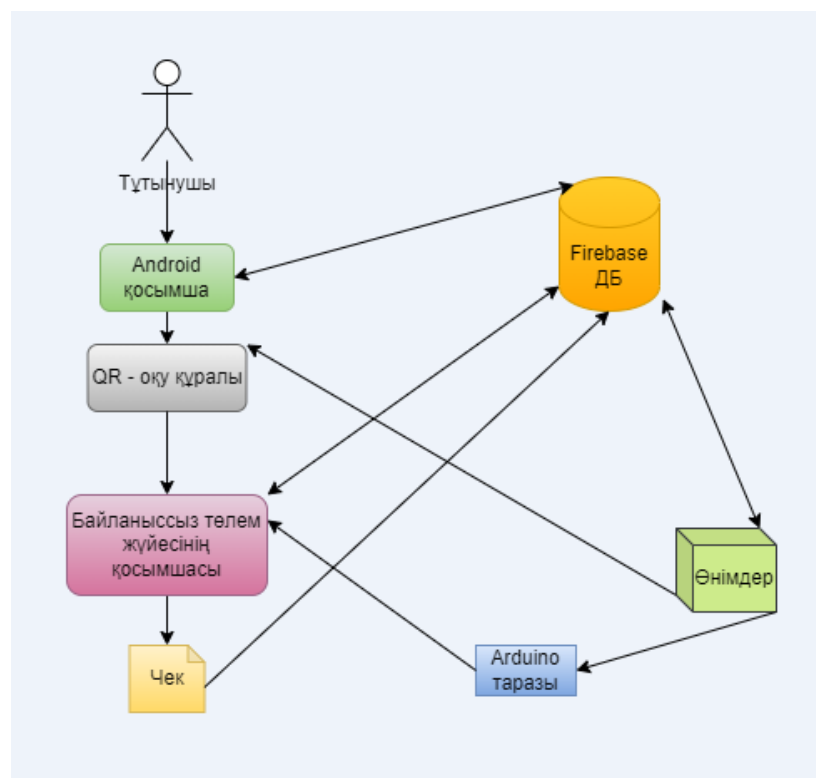 Тұтынушы
Android
қосымша
Firebase
ДБ
QR - оқу құралы
Байланыссыз төлем
жүйесінің
қосымшасы
Өнімдер
Чек
Arduino
таразы